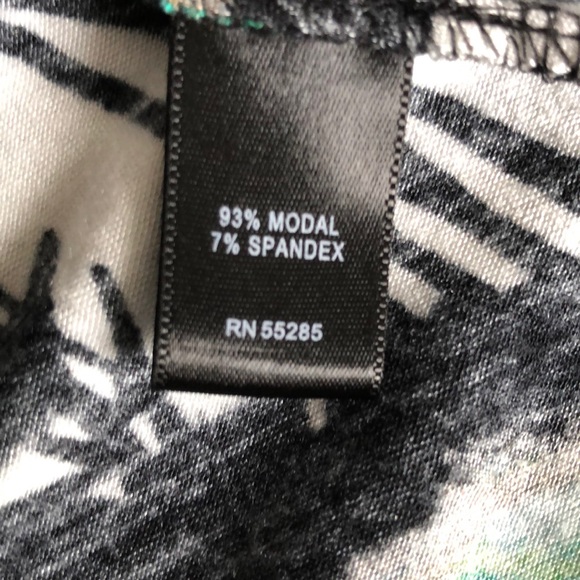 93% MODAL
7% SPANDEX
RN 55285